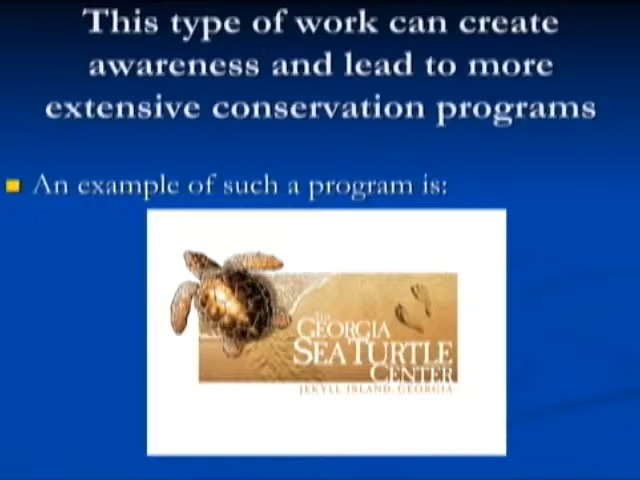 This type of work can create
awareness and lead to more
extensive conservation programs
An example of such a program is:
The
GEORGIA
SEA TURTLE
CENTER
JEKYLL ISLAND, GEORGIA